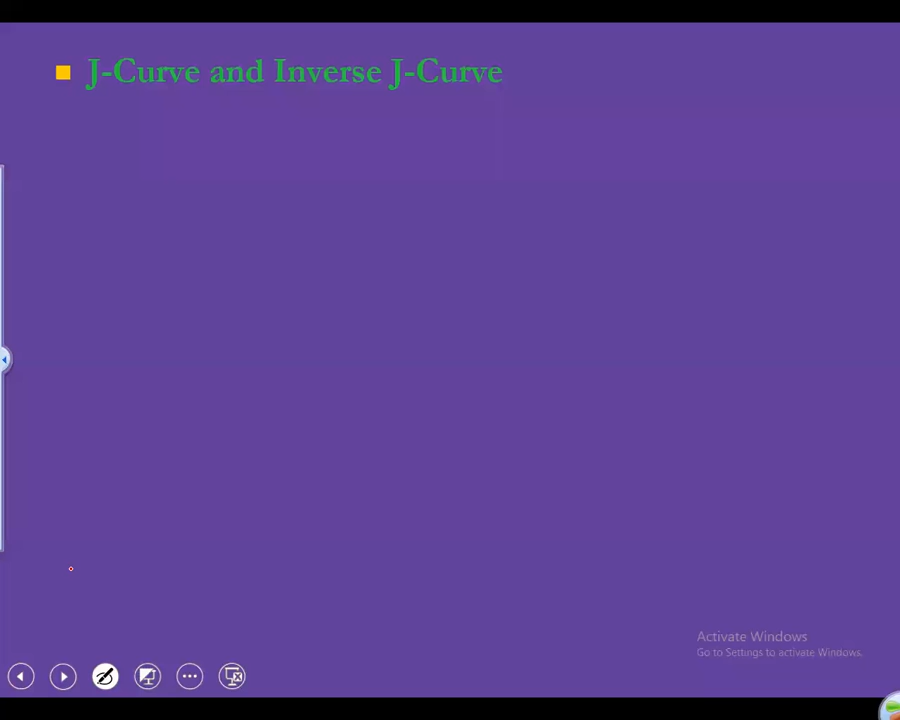 J-Curve and Inverse J-Curve
Activate Windows
Go to Settings to activate Windows.